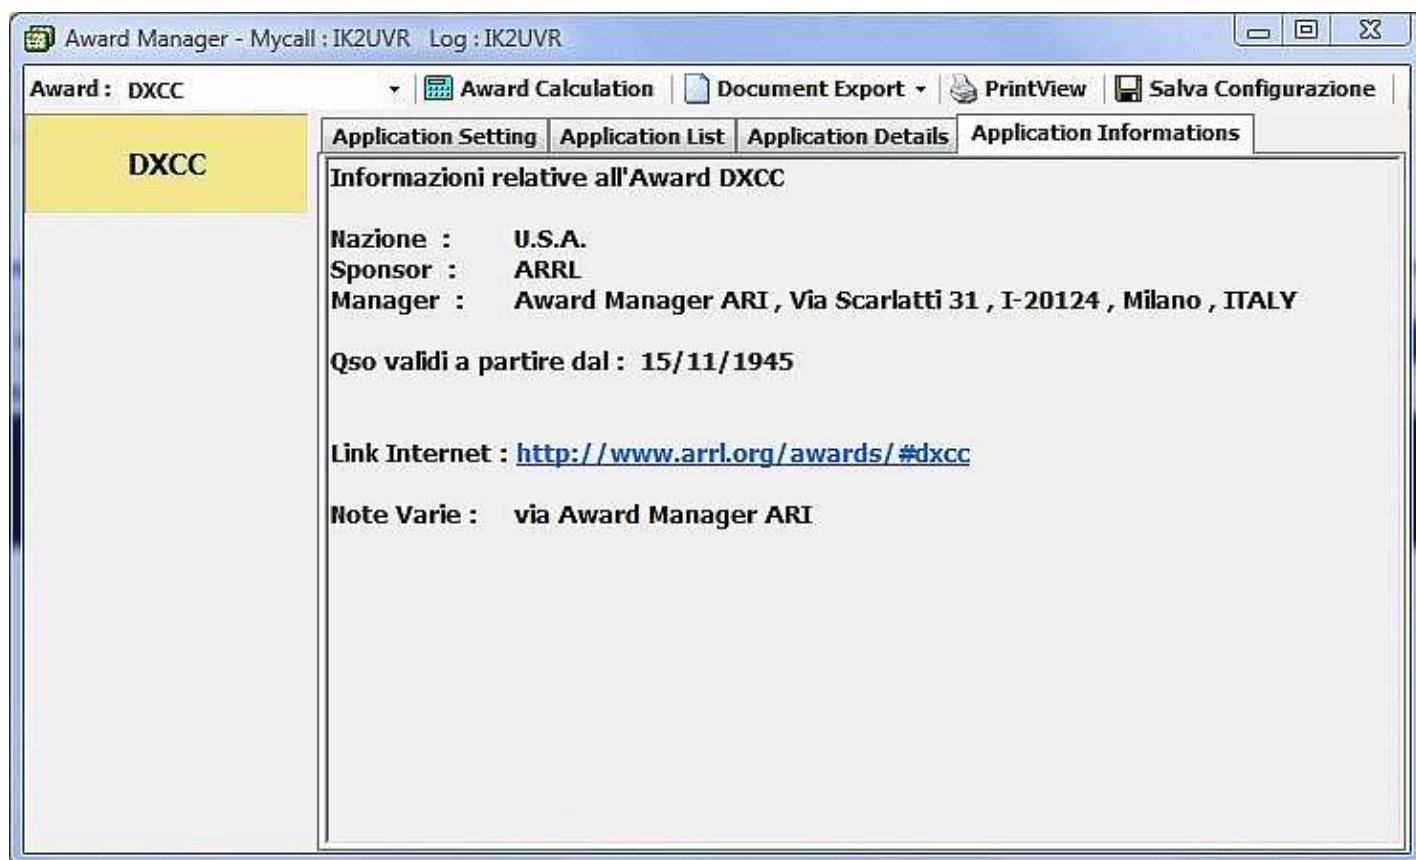 Award Manager - Mycall : IK2UVR Log : IK2UVR
Award : DXCC Award Calculation Document Export PrintView Salva Configurazione
DXCC
Application Setting Application List Application Details Application Informations
Informazioni relative all'Award DXCC
Nazione : U.S.A.
Sponsor : ARRL
Manager : Award Manager ARI , Via Scarlatti 31 , I-20124 , Milano , ITALY
Qso validi a partire dal : 15/11/1945
Link Internet : http://www.arrl.org/awards/#dxcc
Note Varie : via Award Manager ARI